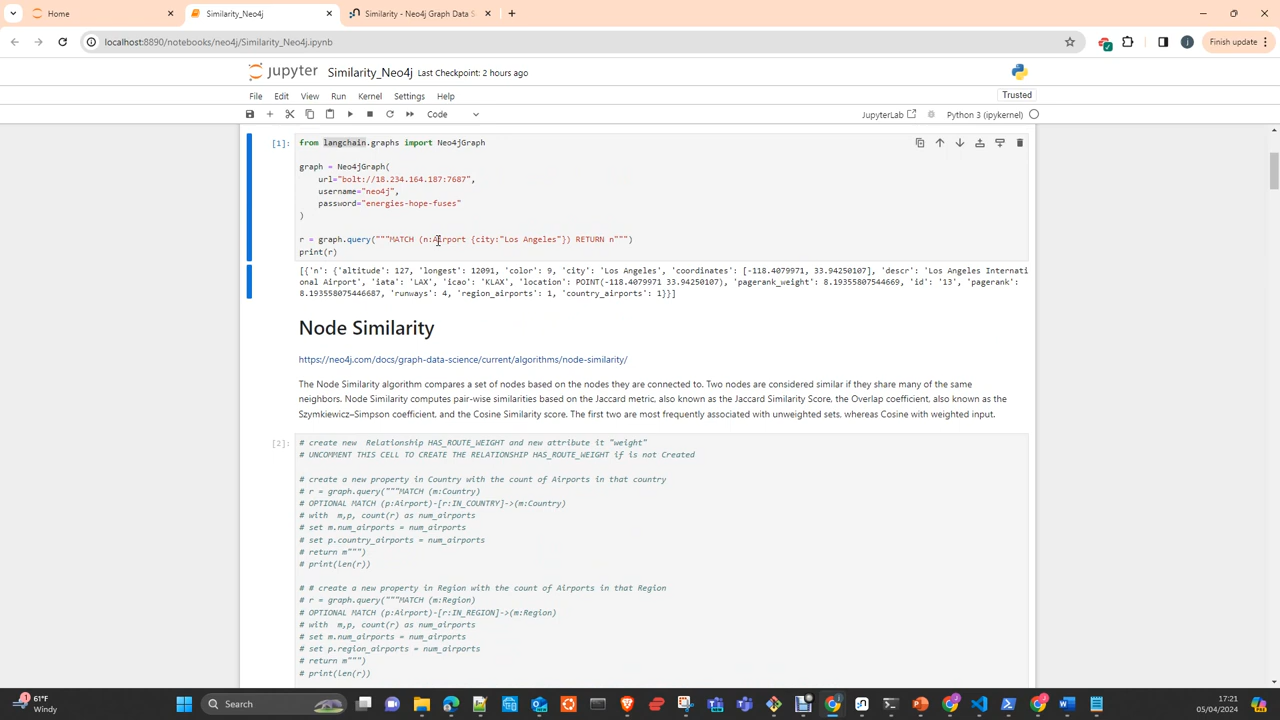 Home
Similarity_Neo4j
Similarity - Neo4j Graph Data S
localhost:8890/notebooks/neo4j/Similarity_Neo4j.ipynb
Finish update
jupyter Similarity_Neo4j Last Checkpoint: 2 hours ago
File Edit View Run Kernel Settings Help
Trusted
Code
JupyterLab
Python 3 (ipykernel)
[1]:
from langchain.graphs import Neo4jGraph
graph = Neo4jGraph(
url="bolt://18.234.164.187:7687",
username="neo4j",
password="energies-hope-fuses"
)
r = graph.query("""MATCH (n:Airport {city:"Los Angeles"}) RETURN n""")
print(r)
[{'n': {'altitude': 127, 'longest': 12091, 'color': 9, 'city': 'Los Angeles', 'coordinates': [-118.4079971, 33.94250107], 'descr': 'Los Angeles Internati
onal Airport', 'iata': 'LAX', 'icao': 'KLAX', 'location': POINT(-118.4079971 33.94250107), 'pagerank_weight': 8.19355807544669, 'id': '13', 'pagerank':
8.193558075446687, 'runways': 4, 'region_airports': 1, 'country_airports': 1}}]
Node Similarity
https://neo4j.com/docs/graph-data-science/current/algorithms/node-similarity/
The Node Similarity algorithm compares a set of nodes based on the nodes they are connected to. Two nodes are considered similar if they share many of the same
neighbors. Node Similarity computes pair-wise similarities based on the Jaccard metric, also known as the Jaccard Similarity Score, the Overlap coefficient, also known as the
Szymkiewicz–Simpson coefficient, and the Cosine Similarity score. The first two are most frequently associated with unweighted sets, whereas Cosine with weighted input.
[2]:
# create new Relationship HAS_ROUTE_WEIGHT and new attribute it "weight"
# UNCOMMENT THIS CELL TO CREATE THE RELATIONSHIP HAS_ROUTE_WEIGHT if is not Created
# create a new property in Country with the count of Airports in that country
# r = graph.query("""MATCH (m:Country)
# OPTIONAL MATCH (p:Airport)-[r:IN_COUNTRY]->(m:Country)
# with m,p, count(r) as num_airports
# set m.num_airports = num_airports
# set p.country_airports = num_airports
# return m""")
# print(len(r))
# # create a new property in Region with the count of Airports in that Region
# r = graph.query("""MATCH (m:Region)
# OPTIONAL MATCH (p:Airport)-[r:IN_REGION]->(m:Region)
# with m,p, count(r) as num_airports
# set m.num_airports = num_airports
# set p.region_airports = num_airports
# return m""")
# print(len(r))
61°F
Windy
Search
17:21
05/04/2024